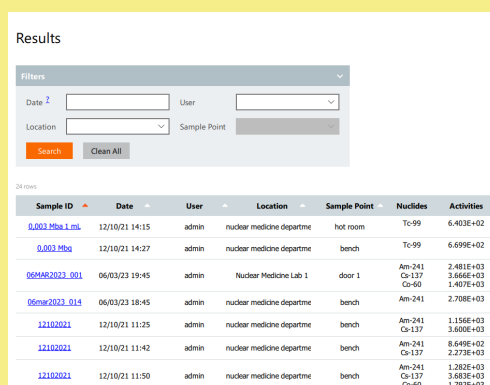 Results
Filters
Date ? User
Location Sample Point
Search Clean All
24 rows
Sample ID Date User Location Sample Point Nuclides Activities
0,003 Mba 1 mL 12/10/21 14:15 admin nuclear medicine departme hot room Tc-99 6.403E+02
0,003 Mbq 12/10/21 14:27 admin nuclear medicine departme bench Tc-99 6.699E+02
06MAR2023_001 06/03/23 19:45 admin Nuclear Medicine Lab 1 door 1 Am-241 2.481E+03
Cs-137 3.666E+03
Co-60 1.407E+03
06mar2023_014 06/03/23 18:45 admin nuclear medicine departme bench Am-241 2.708E+03
12102021 12/10/21 11:25 admin nuclear medicine departme bench Am-241 1.156E+03
Cs-137 3.600E+03
12102021 12/10/21 11:42 admin nuclear medicine departme bench Am-241 8.649E+02
Cs-137 2.273E+03
12102021 12/10/21 11:50 admin nuclear medicine departme bench Am-241 1.282E+03
Cs-137 3.683E+03
Co-60 1.792E+02